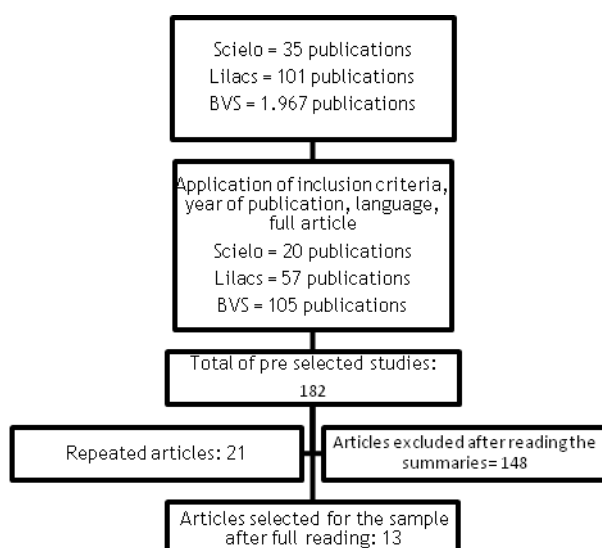 Scielo = 35 publications
Lilacs = 101 publications
BVS = 1.967 publications
Application of inclusion criteria,
year of publication, language,
full article
Scielo = 20 publications
Lilacs = 57 publications
BVS = 105 publications
Total of pre selected studies:
182
Repeated articles: 21
Articles excluded after reading the
summaries= 148
Articles selected for the sample
after full reading: 13